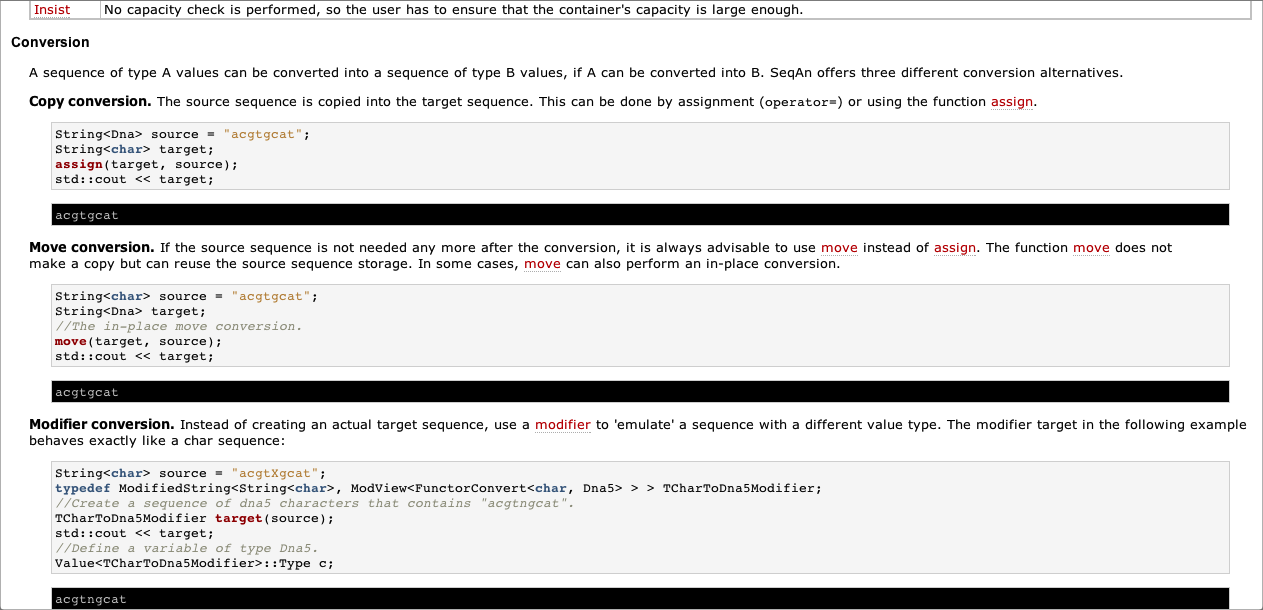 Insist No capacity check is performed, so the user has to ensure that the container's capacity is large enough.
Conversion
A sequence of type A values can be converted into a sequence of type B values, if A can be converted into B. SeqAn offers three different conversion alternatives.
Copy conversion. The source sequence is copied into the target sequence. This can be done by assignment (operator=) or using the function assign.
String<Dna> source = "acgtgcat";
String<char> target;
assign(target, source);
std::cout << target;
acgtgcat
Move conversion. If the source sequence is not needed any more after the conversion, it is always advisable to use move instead of assign. The function move does not
make a copy but can reuse the source sequence storage. In some cases, move can also perform an in-place conversion.
String<char> source = "acgtgcat";
String<Dna> target;
//The in-place move conversion.
move(target, source);
std::cout << target;
acgtgcat
Modifier conversion. Instead of creating an actual target sequence, use a modifier to 'emulate' a sequence with a different value type. The modifier target in the following example
behaves exactly like a char sequence:
String<char> source = "acgtXgcat";
typedef ModifiedString<String<char>, ModView<FunctorConvert<char, Dna5> > > TCharToDna5Modifier;
//Create a sequence of dna5 characters that contains "acgtngcat".
TCharToDna5Modifier target(source);
std::cout << target;
//Define a variable of type Dna5.
Value<TCharToDna5Modifier>::Type c;
acgtngcat